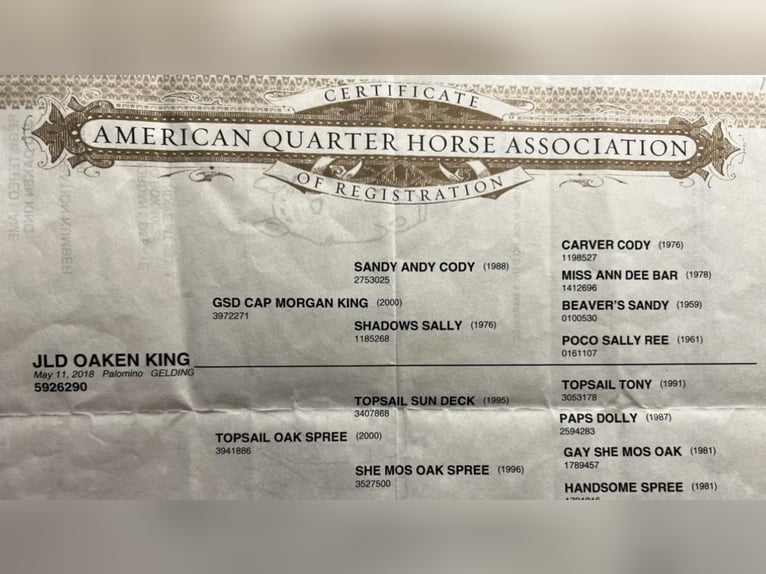 CERTIFICATE
AMERICAN QUARTER HORSE ASSOCIATION
OF REGISTRATION
CARVER CODY (1976)
1198527
SANDY ANDY CODY (1988)
2753025
MISS ANN DEE BAR (1978)
1412696
GSD CAP MORGAN KING (2000)
3972271
BEAVER'S SANDY (1959)
0100530
SHADOWS SALLY (1976)
1185268
POCO SALLY REE (1961)
0161107
JLD OAKEN KING
May 11, 2018 Palomino GELDING
5926290
TOPSAIL TONY (1991)
3053178
TOPSAIL SUN DECK (1995)
3407868
PAPS DOLLY (1987)
2594283
TOPSAIL OAK SPREE (2000)
3941886
GAY SHE MOS OAK (1981)
1789457
SHE MOS OAK SPREE (1996)
3527500
HANDSOME SPREE (1981)